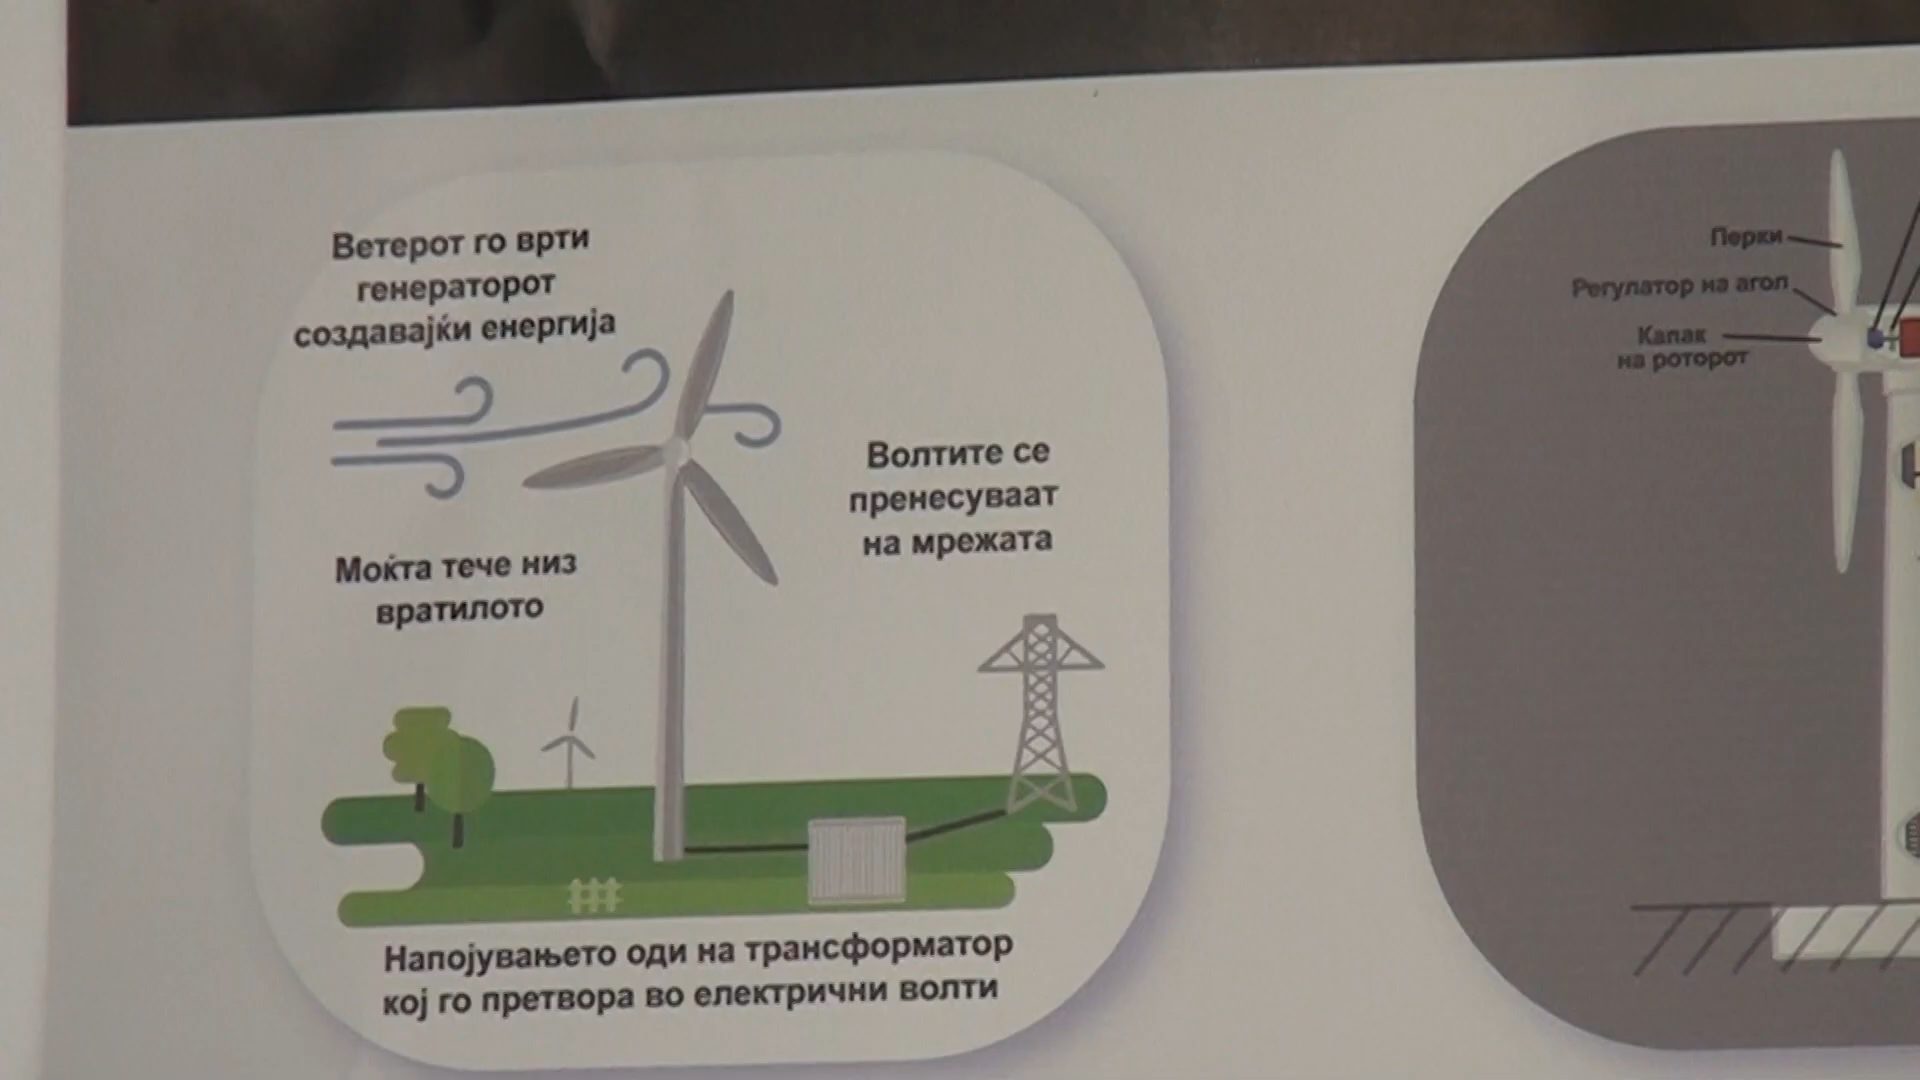 Ветерот го врти
генераторот
создавајќи енергија
Волтите се
пренесуваат
на мрежата
Моќта тече низ
вратилото
Напојувањето оди на трансформатор
кој го претвора во електрични волти
Перки
Регулатор на агол
Капак
на роторот